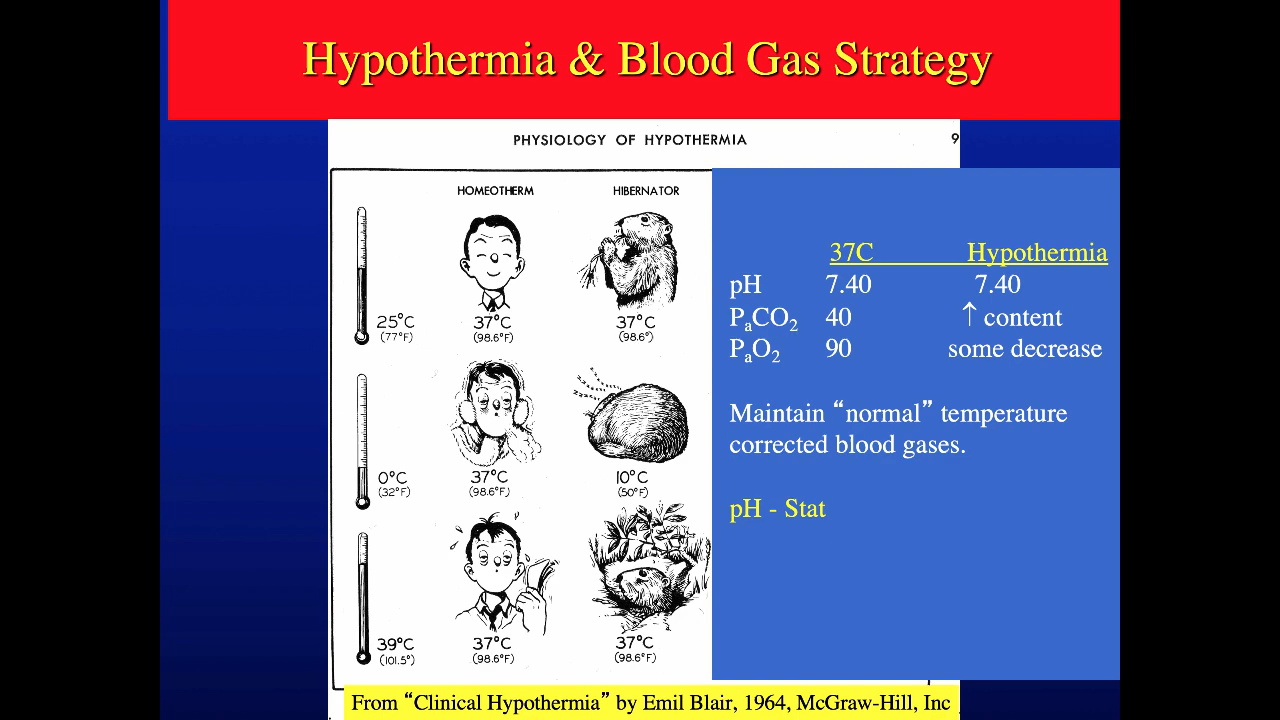 Hypothermia & Blood Gas Strategy
PHYSIOLOGY OF HYPOTHERMIA 9
HOMEOTHERM HIBERNATOR
25°C 37°C 37°C
(77°F) (98.6°F) (98.6°)
0°C 37°C 10°C
(32°F) (98.6°F) (50°F)
39°C 37°C 37°C
(101.5°) (98.6°F) (98.6°F)
37C Hypothermia
pH 7.40 7.40
PaCO2 40 ↑ content
PaO2 90 some decrease
Maintain “normal” temperature
corrected blood gases.
pH - Stat
From “Clinical Hypothermia” by Emil Blair, 1964, McGraw-Hill, Inc